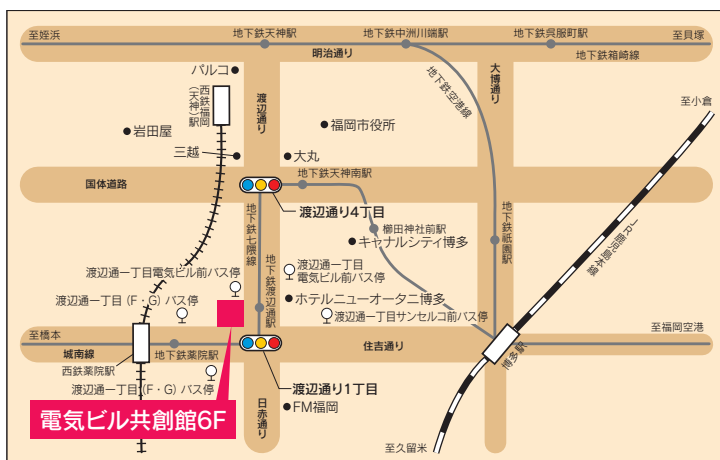 至姪浜
地下鉄天神駅
地下鉄中洲川端駅
地下鉄呉服町駅
至貝塚
明治通り
地下鉄箱崎線
パルコ
西鉄福岡
(天神)駅
渡辺通り
地下鉄空港線
大博通り
至小倉
岩田屋
福岡市役所
三越
大丸
国体道路
地下鉄天神南駅
渡辺通り4丁目
地下鉄七隈線
櫛田神社前駅
キャナルシティ博多
地下鉄祇園駅
JR鹿児島本線
渡辺通一丁目電気ビル前バス停
渡辺通一丁目
電気ビル前バス停
地下鉄渡辺通駅
渡辺通一丁目(F・G)バス停
ホテルニューオータニ博多
渡辺通一丁目サンセルコ前バス停
至橋本
至福岡空港
城南線
地下鉄薬院駅
住吉通り
博多駅
西鉄薬院駅
渡辺通一丁目(F・G)バス停
渡辺通り1丁目
FM福岡
電気ビル共創館6F
日赤通り
至久留米